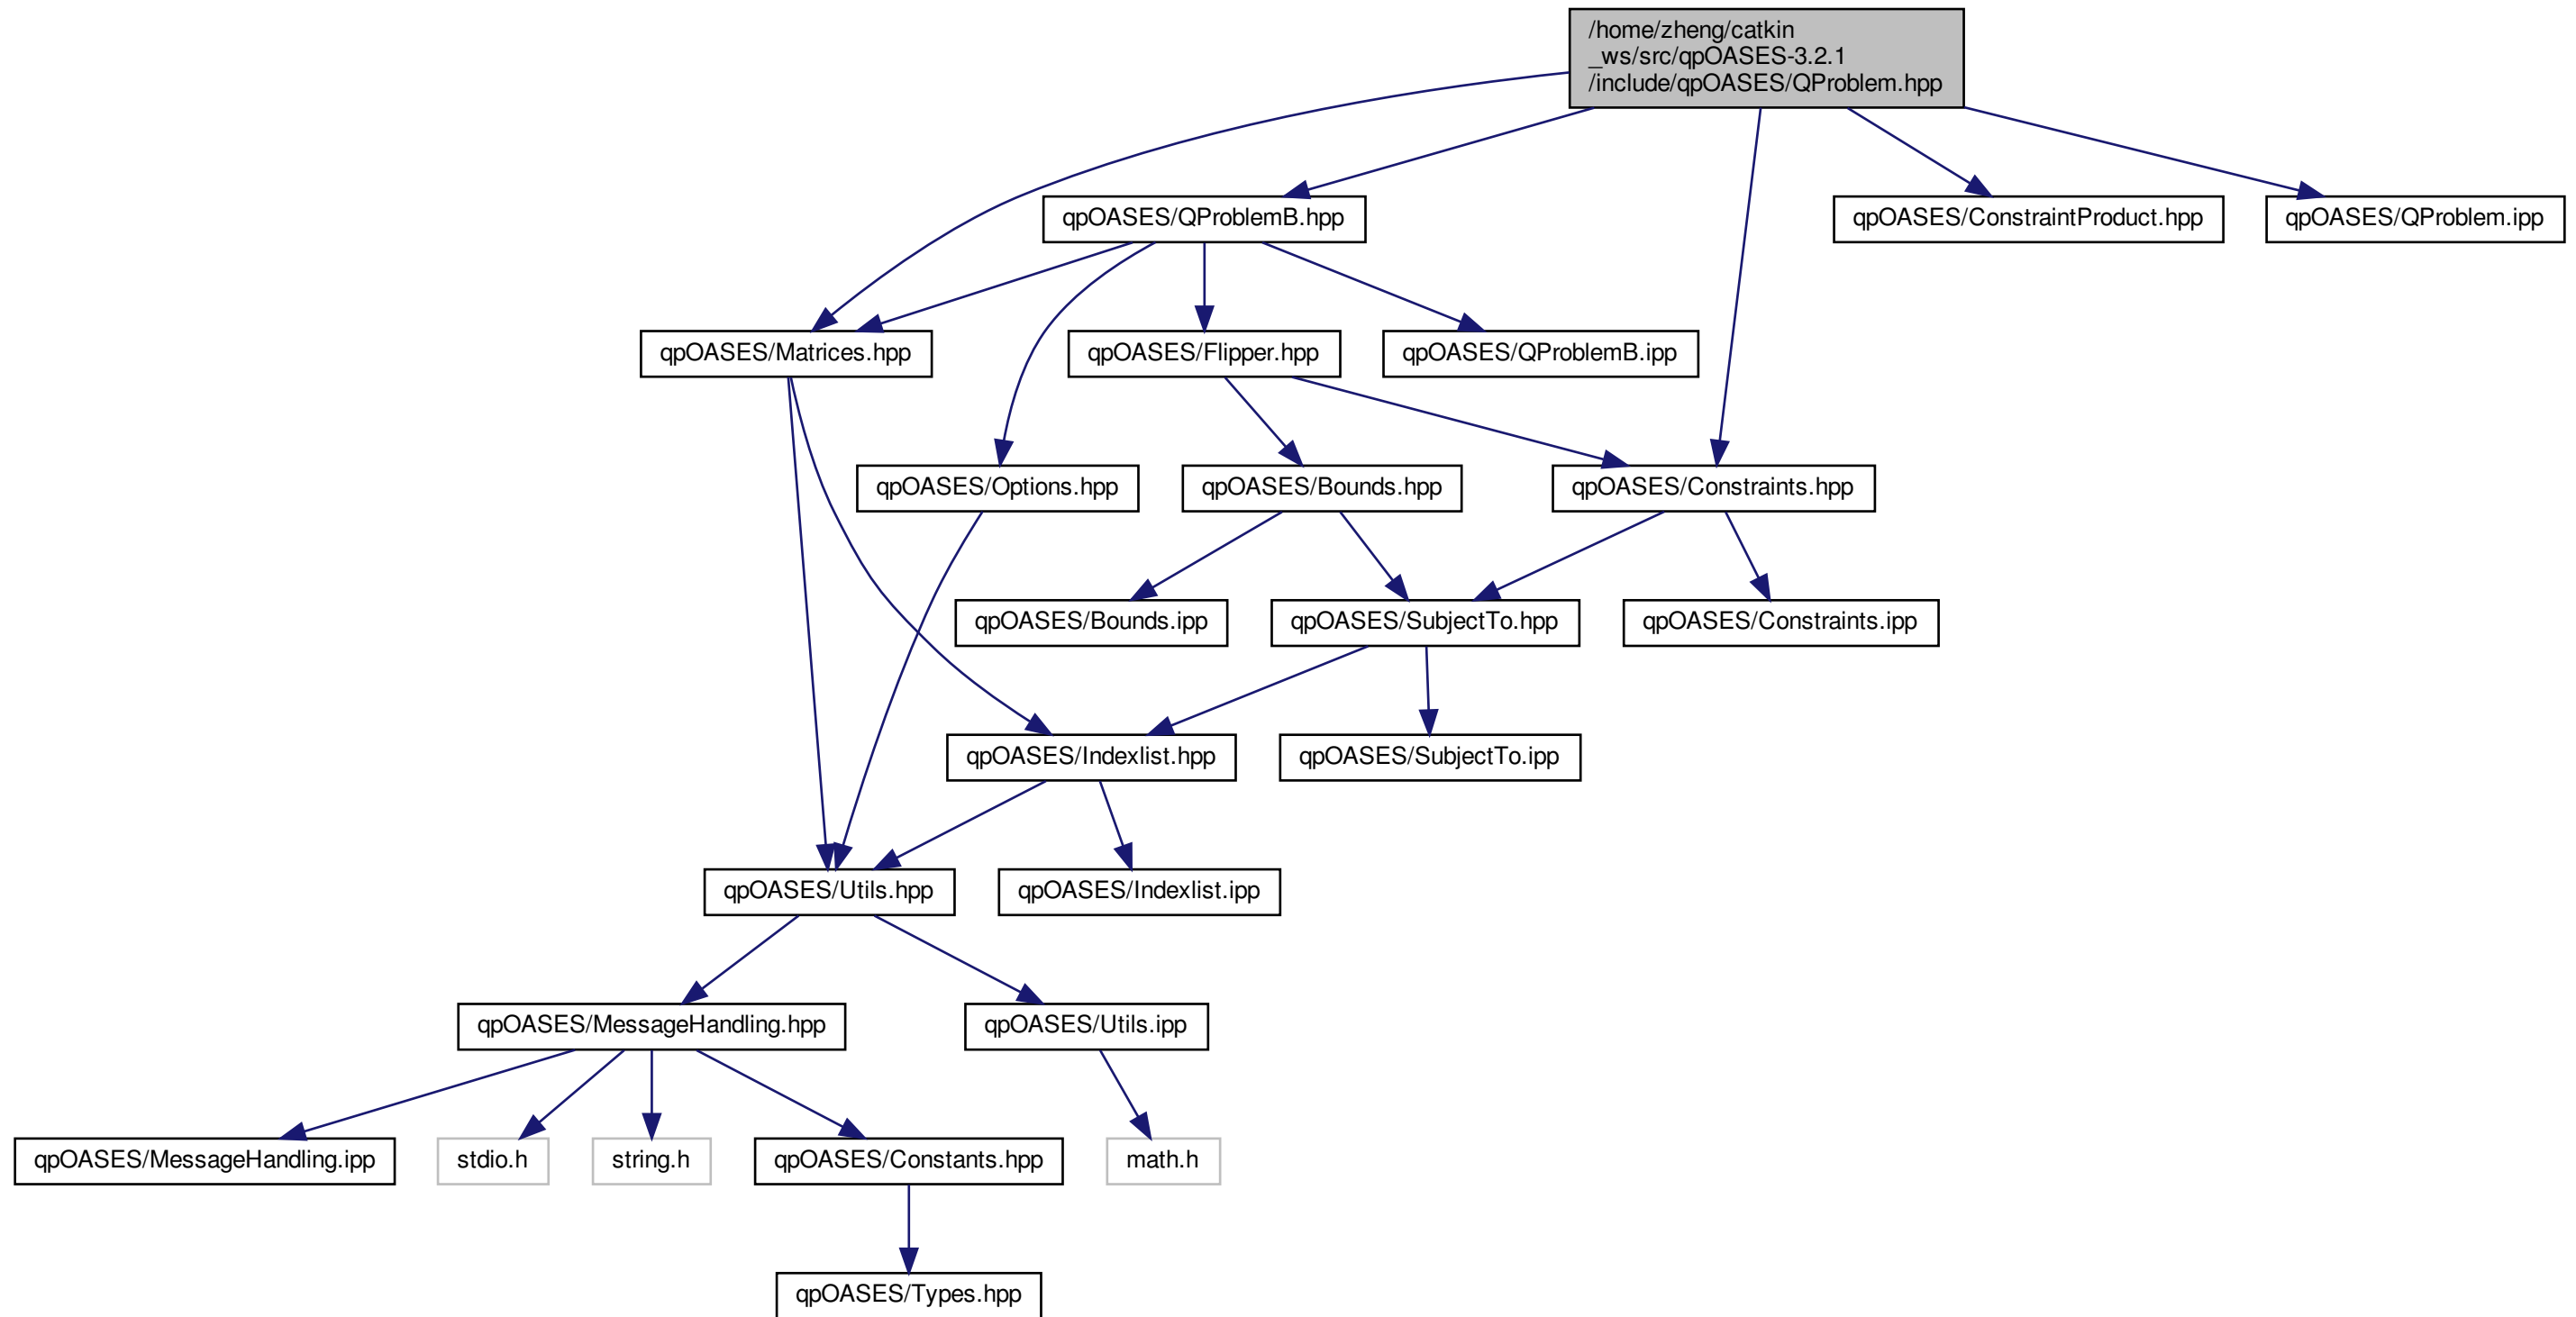 /home/zheng/catkin
_ws/src/qpOASES-3.2.1
/include/qpOASES/QProblem.hpp
qpOASES/QProblemB.hpp
qpOASES/ConstraintProduct.hpp
qpOASES/QProblem.ipp
qpOASES/Matrices.hpp
qpOASES/Flipper.hpp
qpOASES/QProblemB.ipp
qpOASES/Options.hpp
qpOASES/Bounds.hpp
qpOASES/Constraints.hpp
qpOASES/Bounds.ipp
qpOASES/SubjectTo.hpp
qpOASES/Constraints.ipp
qpOASES/Indexlist.hpp
qpOASES/SubjectTo.ipp
qpOASES/Utils.hpp
qpOASES/Indexlist.ipp
qpOASES/MessageHandling.hpp
qpOASES/Utils.ipp
qpOASES/MessageHandling.ipp
stdio.h
string.h
qpOASES/Constants.hpp
math.h
qpOASES/Types.hpp